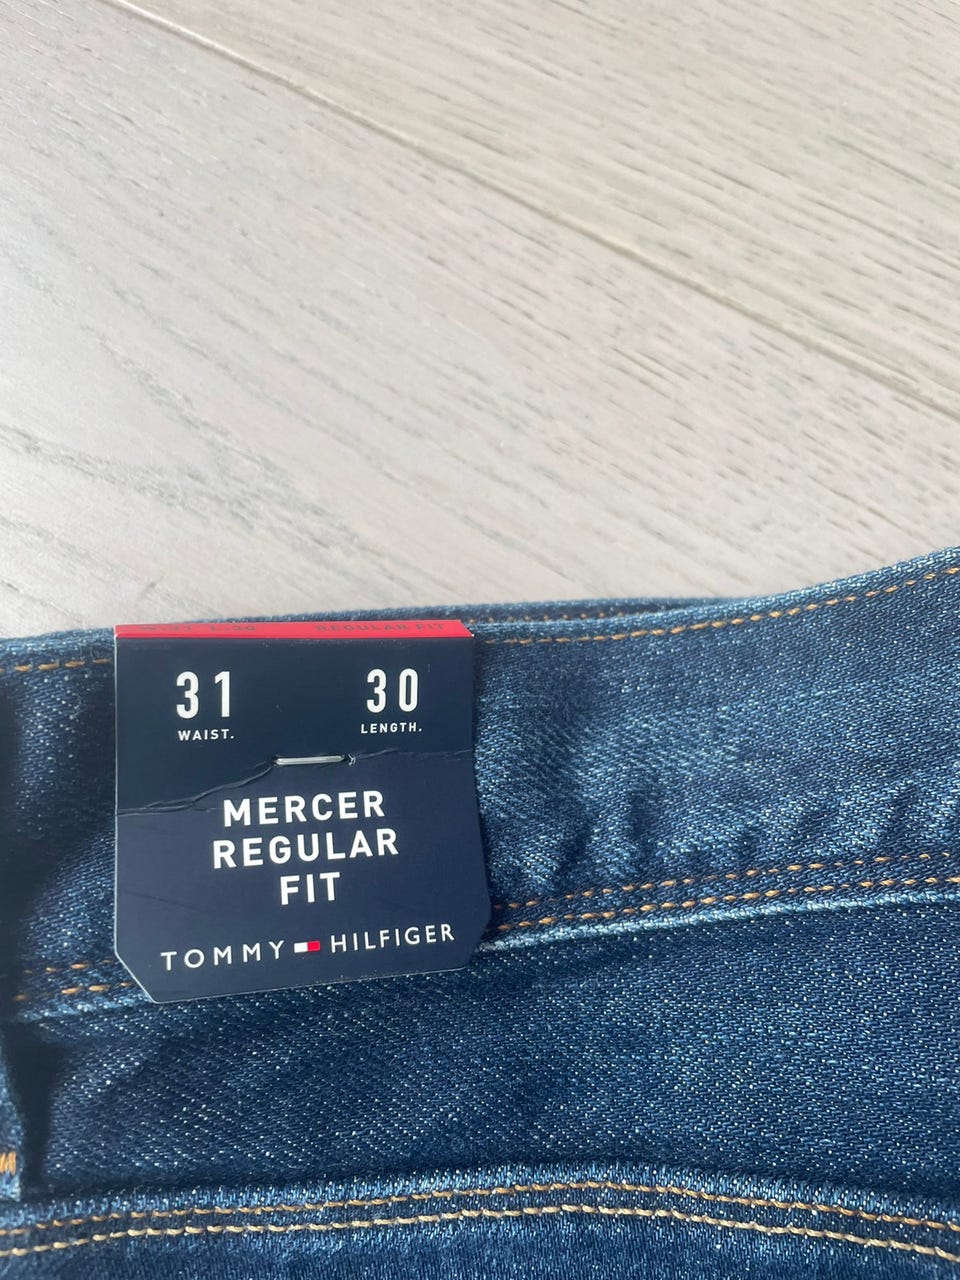 REGULAR FIT
31 30
WAIST. LENGTH.
MERCER
REGULAR
FIT
TOMMY HILFIGER